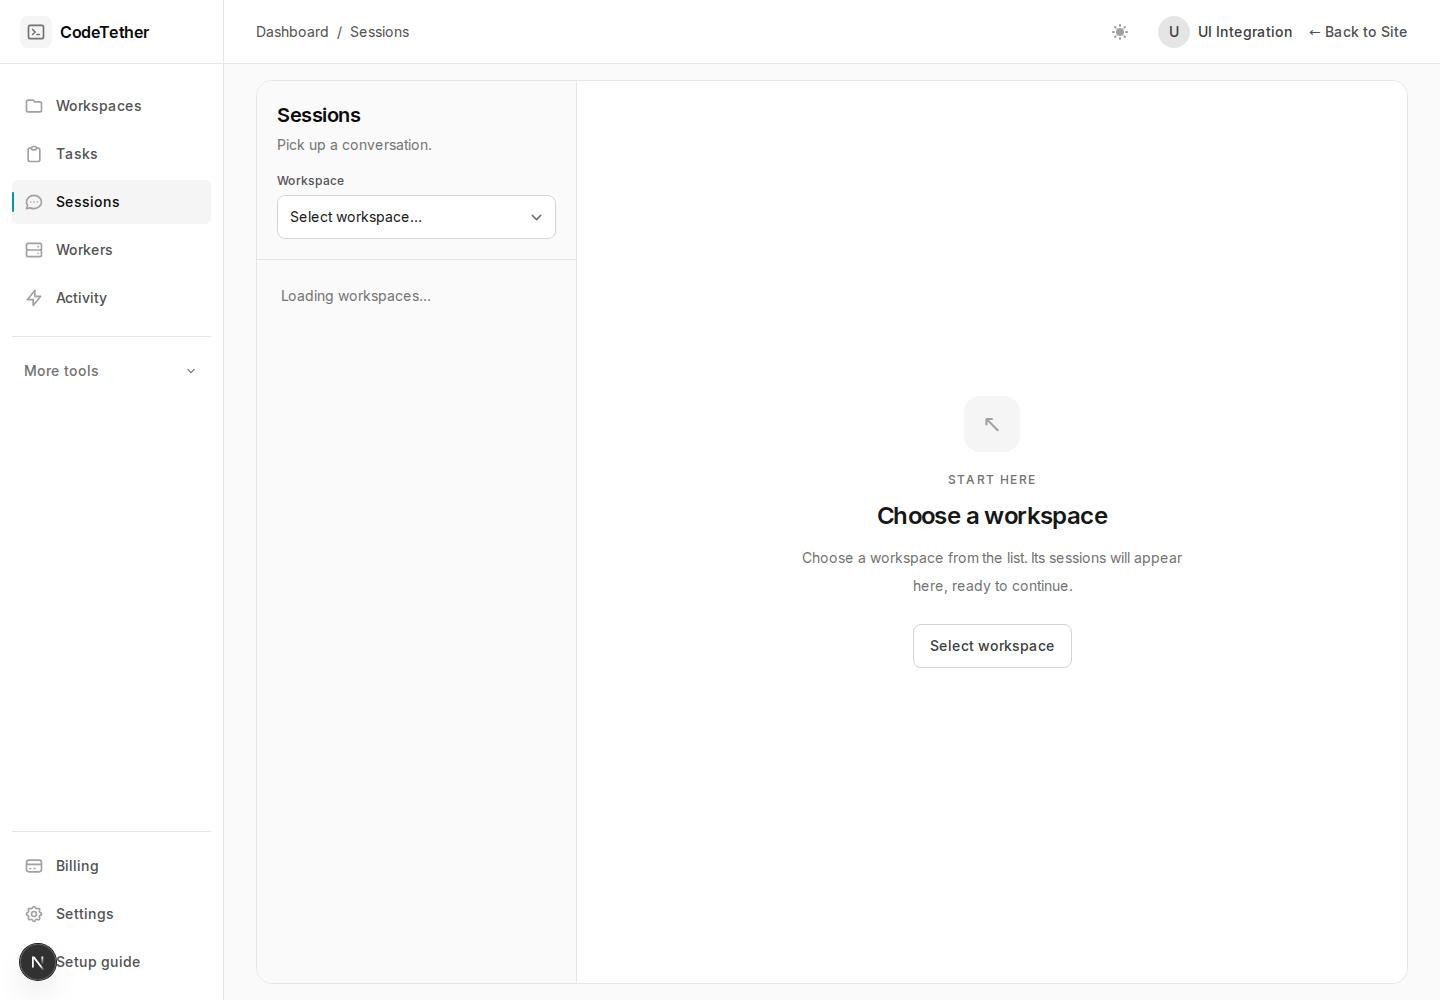 CodeTether
Dashboard / Sessions
U
UI Integration
← Back to Site
Workspaces
Tasks
Sessions
Workers
Activity
More tools
Billing
Settings
N
Setup guide
Sessions
Pick up a conversation.
Workspace
Select workspace...
Loading workspaces...
START HERE
Choose a workspace
Choose a workspace from the list. Its sessions will appear
here, ready to continue.
Select workspace